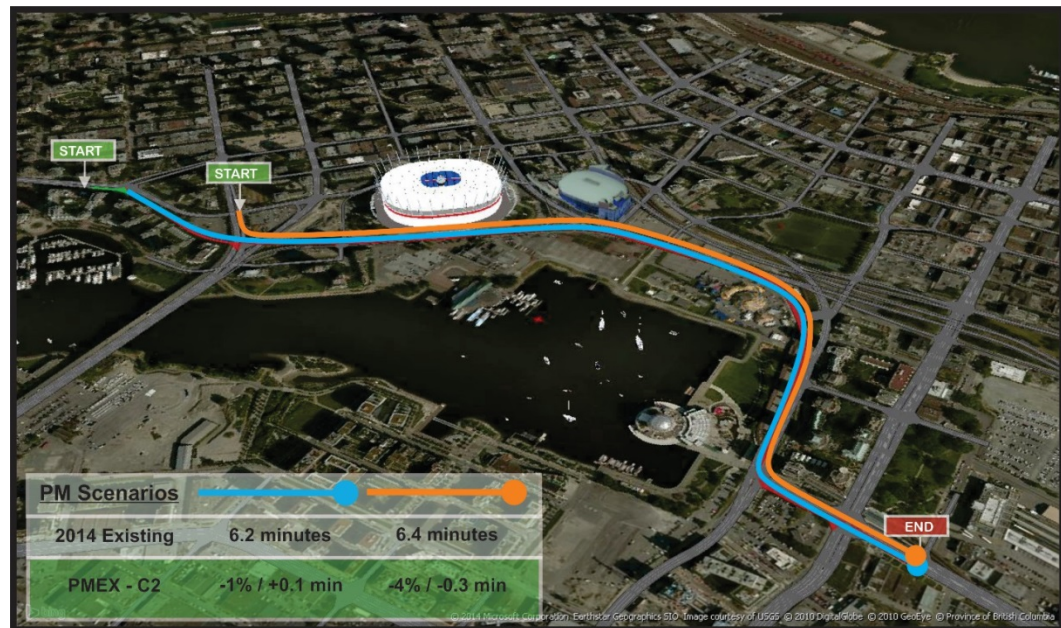 START
START
END
PM Scenarios
2014 Existing 6.2 minutes 6.4 minutes
PMEX - C2 -1% / +0.1 min -4% / -0.3 min
© 2014 Microsoft Corporation Earthstar Geographics SIO Image courtesy of USGS © 2010 DigitalGlobe © 2010 GeoEye © Province of British Columbia